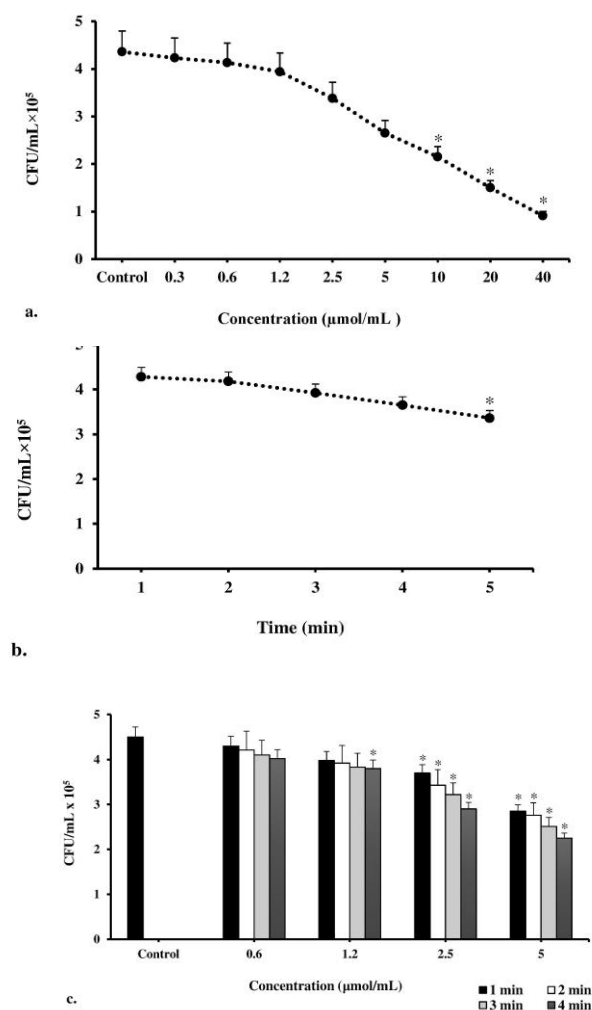 5
4
3
2
1
0
CFU/mL×10⁵
*
*
*
Control 0.3 0.6 1.2 2.5 5 10 20 40
a.
Concentration (µmol/mL )
5
4
3
2
1
0
CFU/mL×10⁵
*
1 2 3 4 5
Time (min)
b.
5
4
3
2
1
0
CFU/mL x 10⁵
*
* * * *
* * * *
Control 0.6 1.2 2.5 5
Concentration (µmol/mL)
c.
1 min 2 min
3 min 4 min